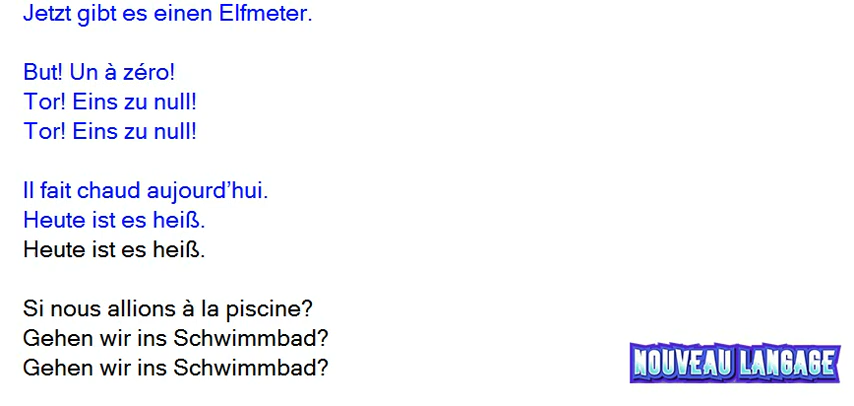 Jetzt gibt es einen Elfmeter.
But! Un à zéro!
Tor! Eins zu null!
Tor! Eins zu null!
Il fait chaud aujourd’hui.
Heute ist es heiß.
Heute ist es heiß.
Si nous allions à la piscine?
Gehen wir ins Schwimmbad?
Gehen wir ins Schwimmbad?
NOUVEAU LANGAGE